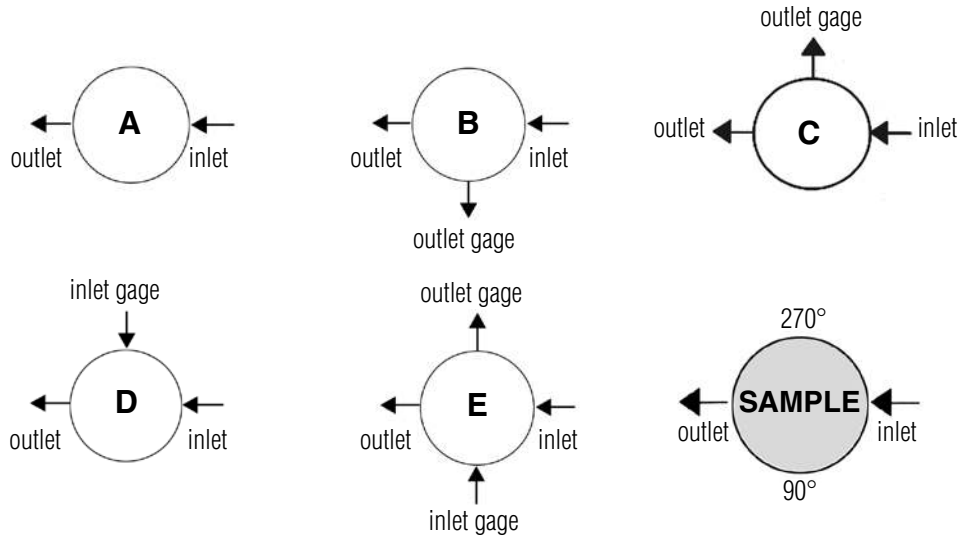 A
outlet
inlet
B
outlet
inlet
outlet gage
outlet gage
outlet
C
inlet
inlet gage
D
outlet
inlet
outlet gage
E
outlet
inlet
inlet gage
270°
SAMPLE
outlet
inlet
90°